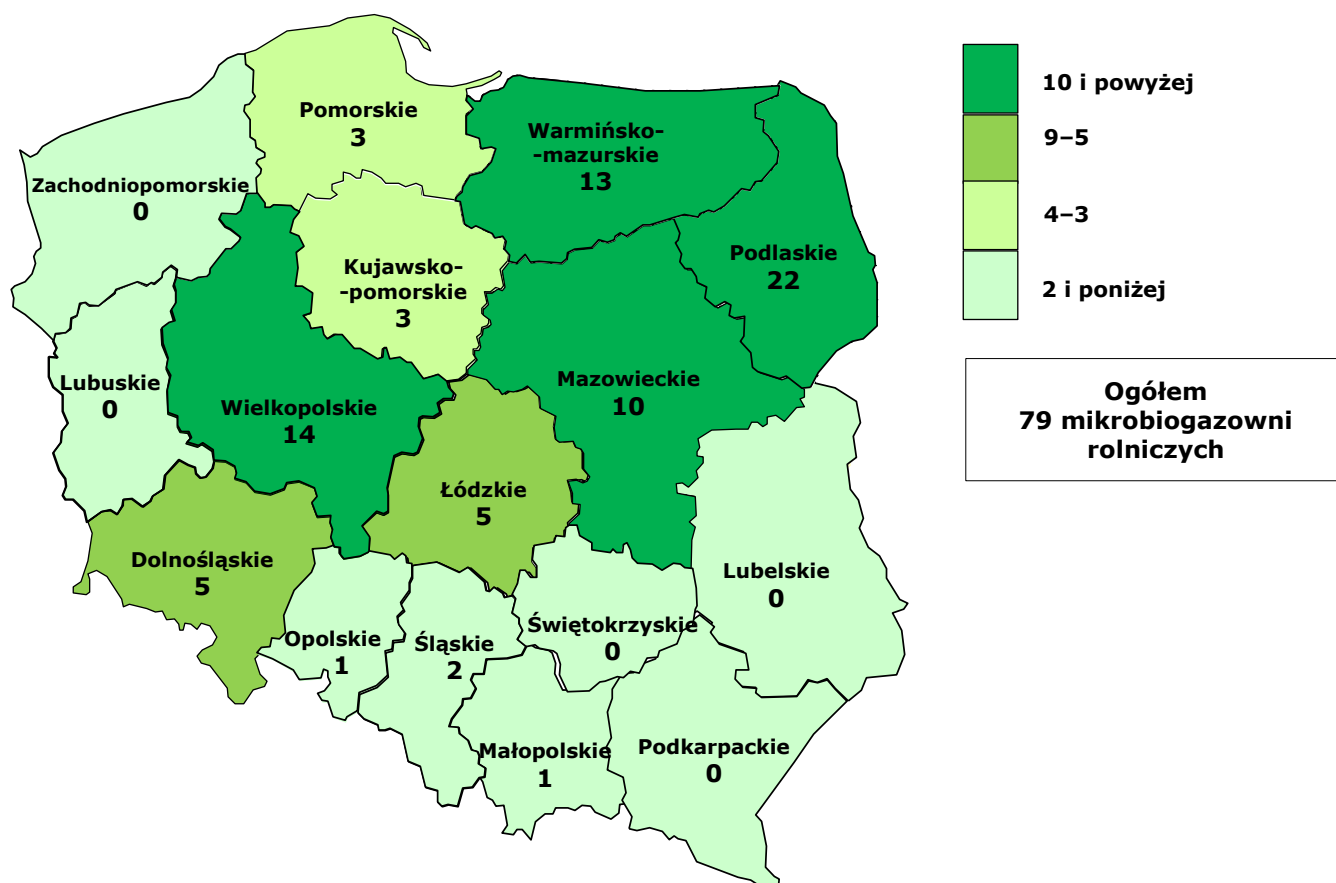 Pomorskie
3
Warmińsko-
-mazurskie
13
Zachodniopomorskie
0
Podlaskie
22
Kujawsko-
-pomorskie
3
Lubuskie
0
Wielkopolskie
14
Mazowieckie
10
Łódzkie
5
Dolnośląskie
5
Lubelskie
0
Opolskie
1
Śląskie
2
Świętokrzyskie
0
Małopolskie
1
Podkarpackie
0
10 i powyżej
9–5
4–3
2 i poniżej
Ogółem
79 mikrobiogazowni
rolniczych